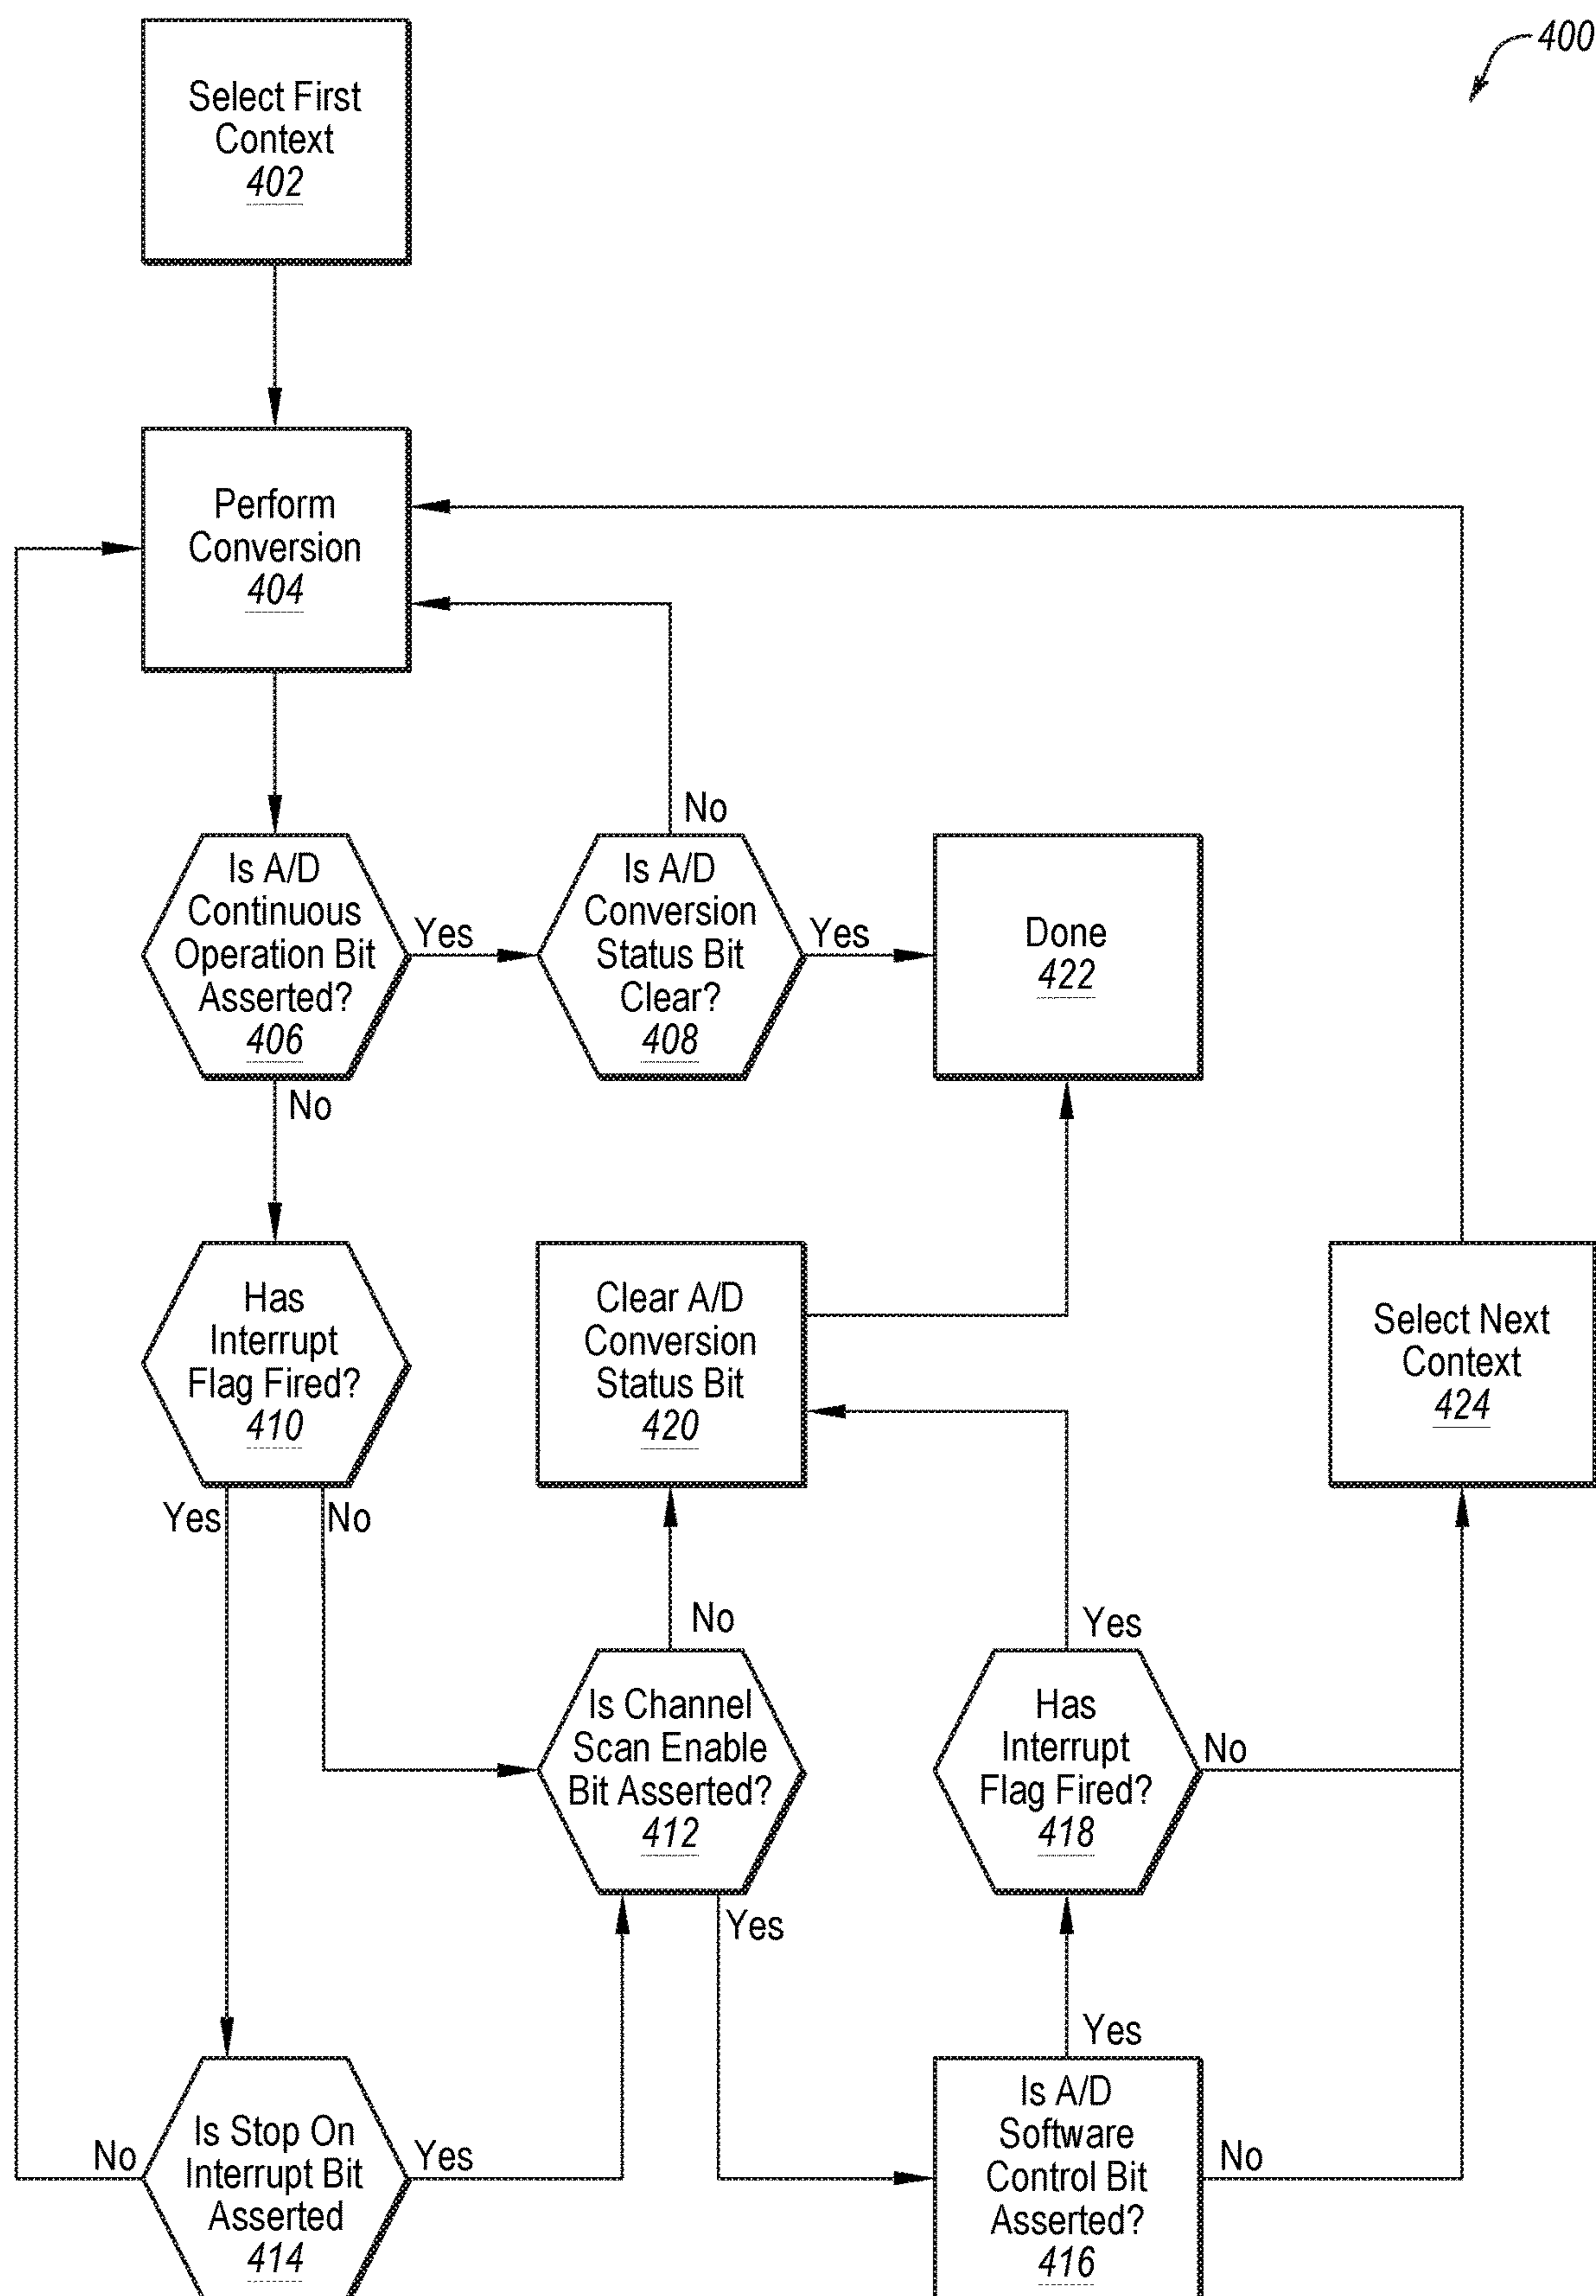 400
Select First
Context
402
Perform
Conversion
404
No
Is A/D
Continuous
Operation Bit
Asserted?
406
Yes
Is A/D
Conversion
Status Bit
Clear?
408
Yes
Done
422
No
Has
Interrupt
Flag Fired?
410
Clear A/D
Conversion
Status Bit
420
Select Next
Context
424
Yes
No
No
Yes
Is Channel
Scan Enable
Bit Asserted?
412
Has
Interrupt
Flag Fired?
418
No
Yes
Yes
No
Is Stop On
Interrupt Bit
Asserted
414
Yes
Is A/D
Software
Control Bit
Asserted?
416
No